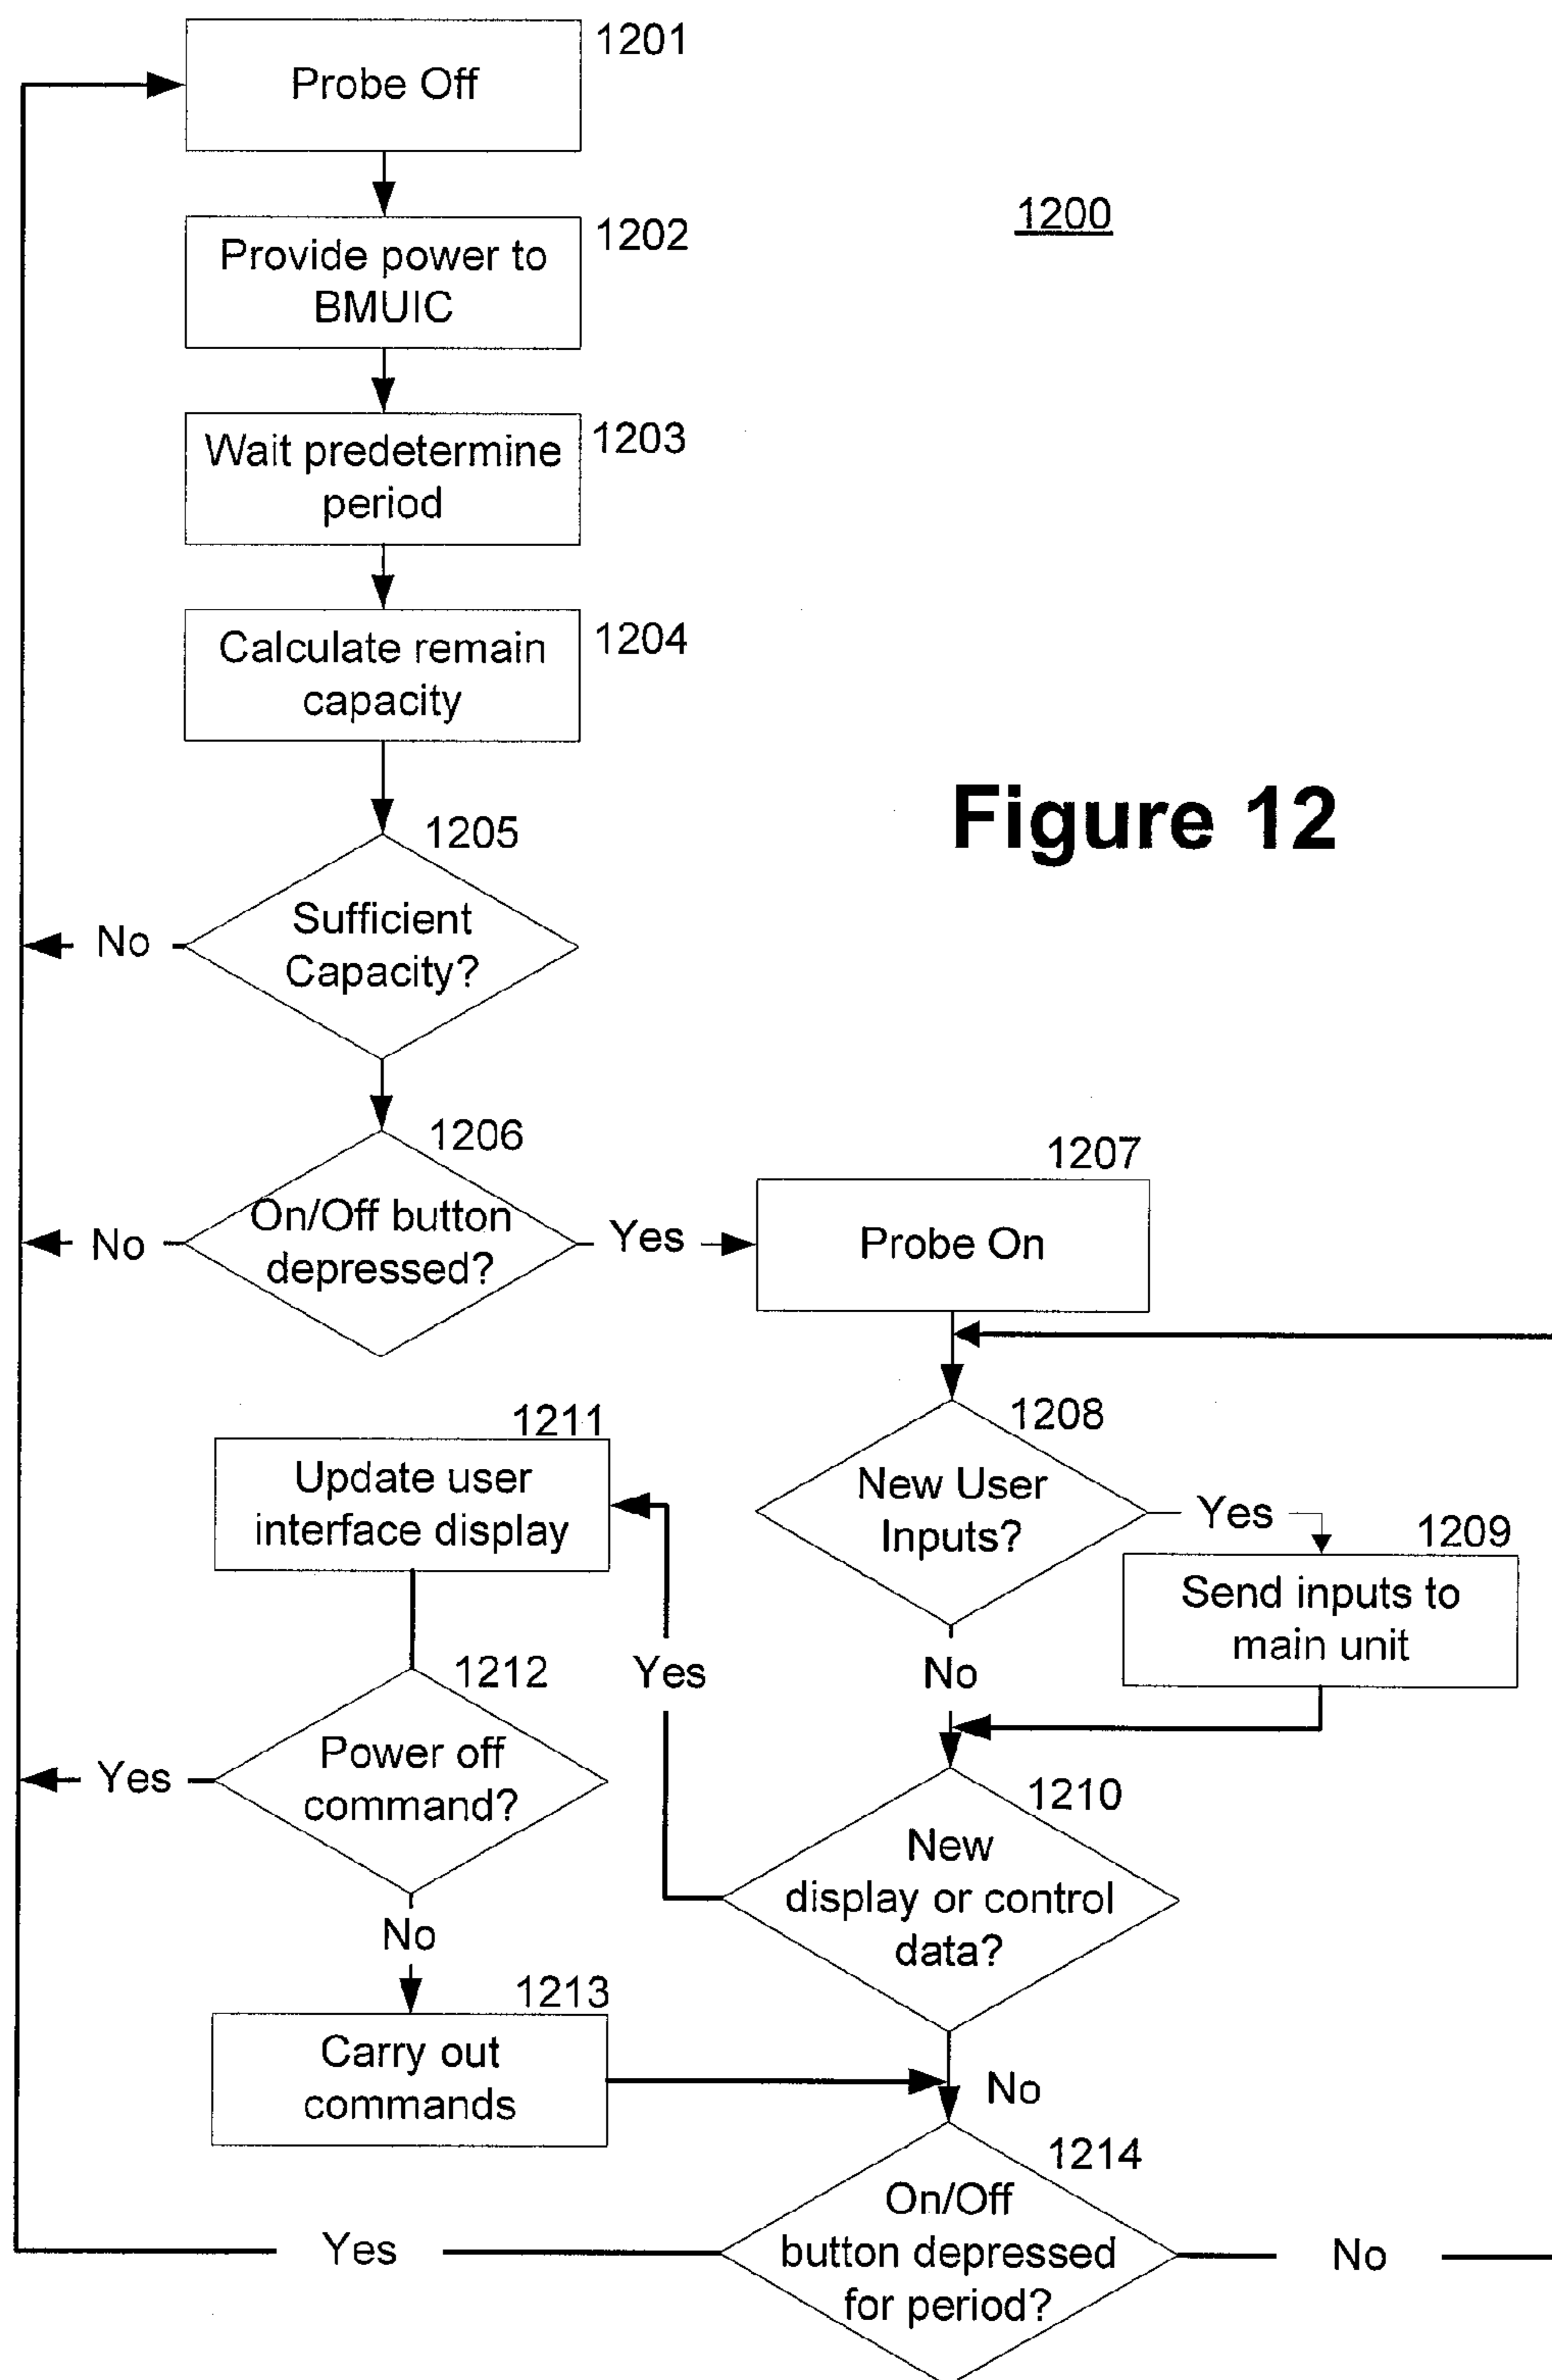 1201
Probe Off
1200
1202
Provide power to
BMUIC
1203
Wait predetermine
period
1204
Calculate remain
capacity
Figure 12
1205
Sufficient
Capacity?
No
1206
On/Off button
depressed?
No
Yes
1207
Probe On
1208
New User
Inputs?
Yes
No
1209
Send inputs to
main unit
1210
New
display or control
data?
Yes
No
1211
Update user
interface display
1212
Power off
command?
Yes
No
1213
Carry out
commands
1214
On/Off
button depressed
for period?
Yes
No